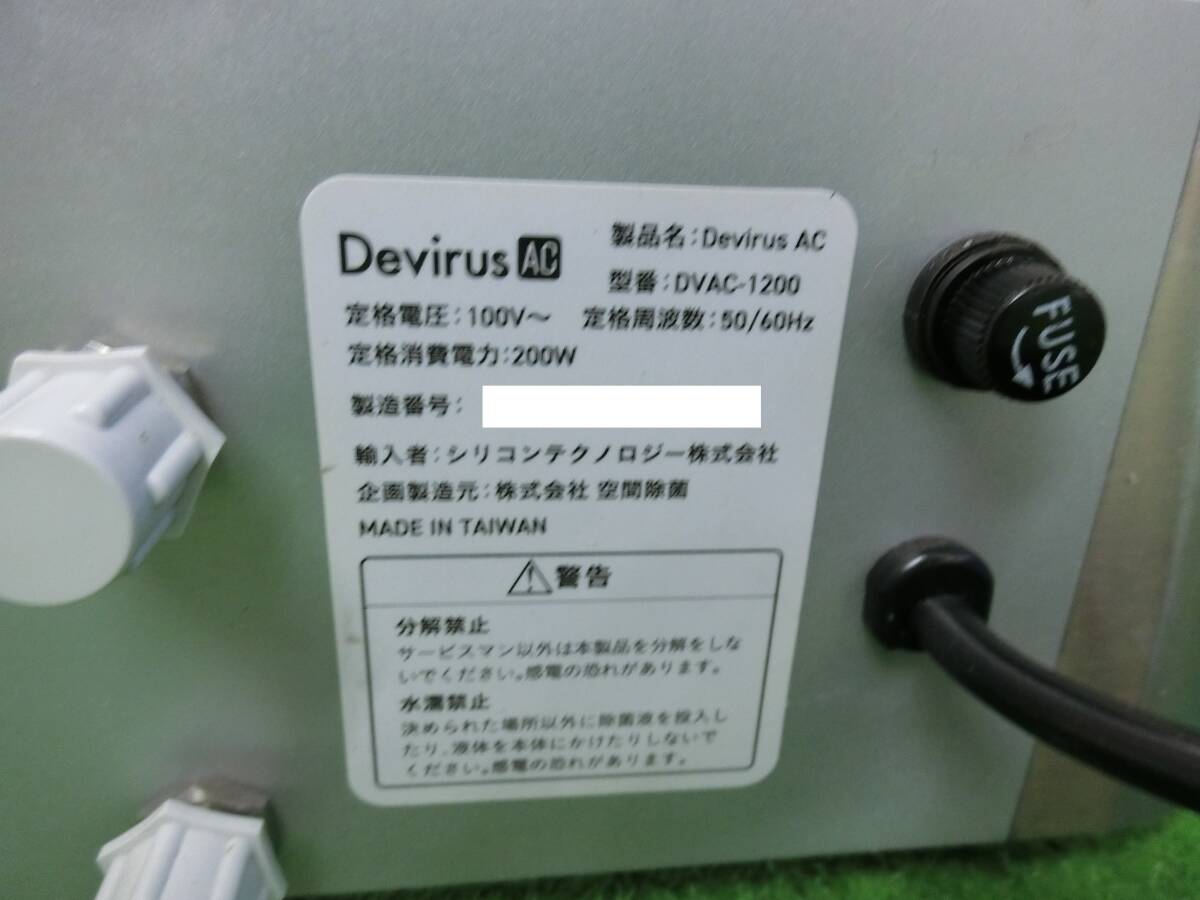 Devirus AC
製品名:Devirus AC
型番:DVAC-1200
定格電圧:100V～ 定格周波数:50/60Hz
定格消費電力:200W
製造番号:
輸入者:シリコンテクノロジー株式会社
企画製造元:株式会社 空間除菌
MADE IN TAIWAN
警告
分解禁止
サービスマン以外は本製品を分解をしな
いでください。感電の恐れがあります。
水濡禁止
決められた場所以外に除菌液を投入し
たり、液体を本体にかけたりしないで
ください。感電の恐れがあります。
FUSE